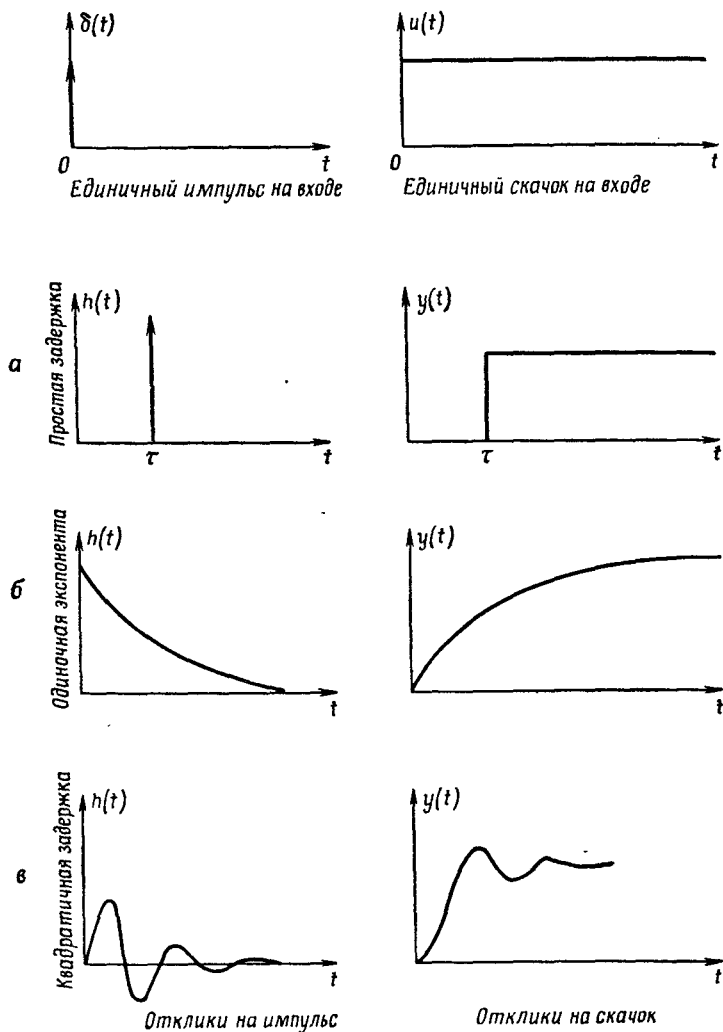 δ(t)
u(t)
0
t
0
t
Единичный импульс на входе
Единичный скачок на входе
а
Простая задержка
h(t)
τ
t
y(t)
τ
t
б
Одиночная экспонента
h(t)
t
y(t)
t
в
Квадратичная задержка
h(t)
t
y(t)
t
Отклики на импульс
Отклики на скачок